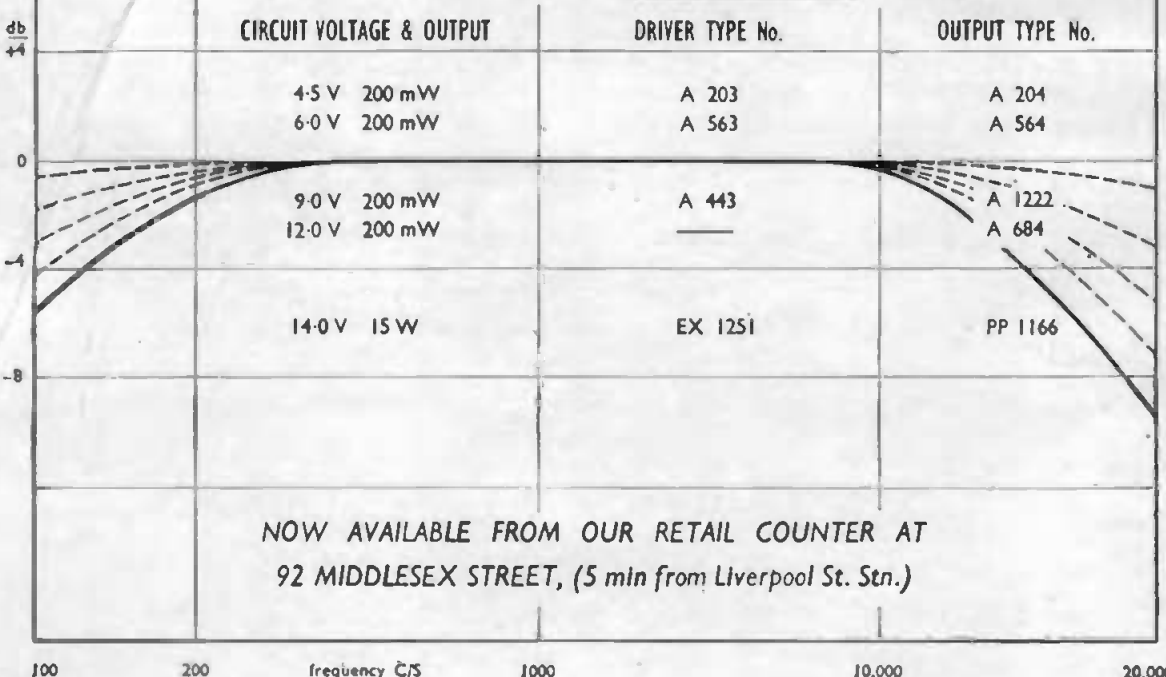 db
+4
CIRCUIT VOLTAGE & OUTPUT DRIVER TYPE No. OUTPUT TYPE No.
4·5 V 200 mW A 203 A 204
6·0 V 200 mW A 563 A 564
0
9·0 V 200 mW A 443 A 1222
12·0 V 200 mW —— A 684
-4
14·0 V 15 W EX 1251 PP 1166
-8
NOW AVAILABLE FROM OUR RETAIL COUNTER AT
92 MIDDLESEX STREET, (5 min from Liverpool St. Stn.)
100 200 frequency C/S 1000 10,000 20,000